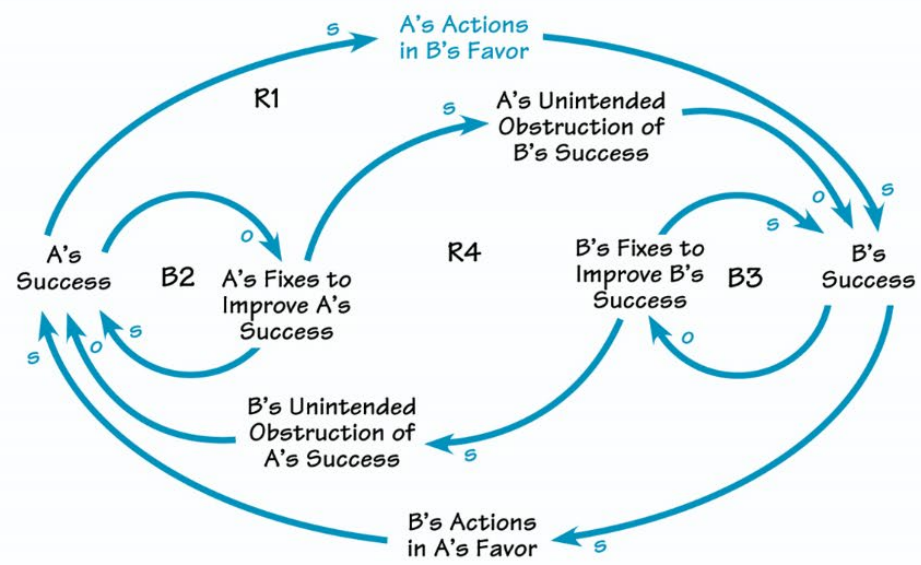 s
A's Actions
in B's Favor
R1
s
A's Unintended
Obstruction of
B's Success
o
s
s
o
A's
Success
B2
A's Fixes to
Improve A's
Success
R4
B's Fixes to
Improve B's
Success
B3
B's
Success
s
o
s
o
B's Unintended
Obstruction of
A's Success
s
B's Actions
in A's Favor
s